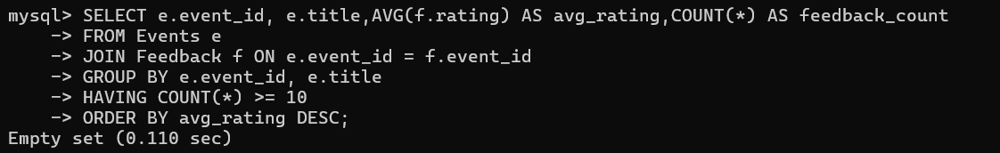 mysql> SELECT e.event_id, e.title,AVG(f.rating) AS avg_rating,COUNT(*) AS feedback_count
    -> FROM Events e
    -> JOIN Feedback f ON e.event_id = f.event_id
    -> GROUP BY e.event_id, e.title
    -> HAVING COUNT(*) >= 10
    -> ORDER BY avg_rating DESC;
Empty set (0.110 sec)